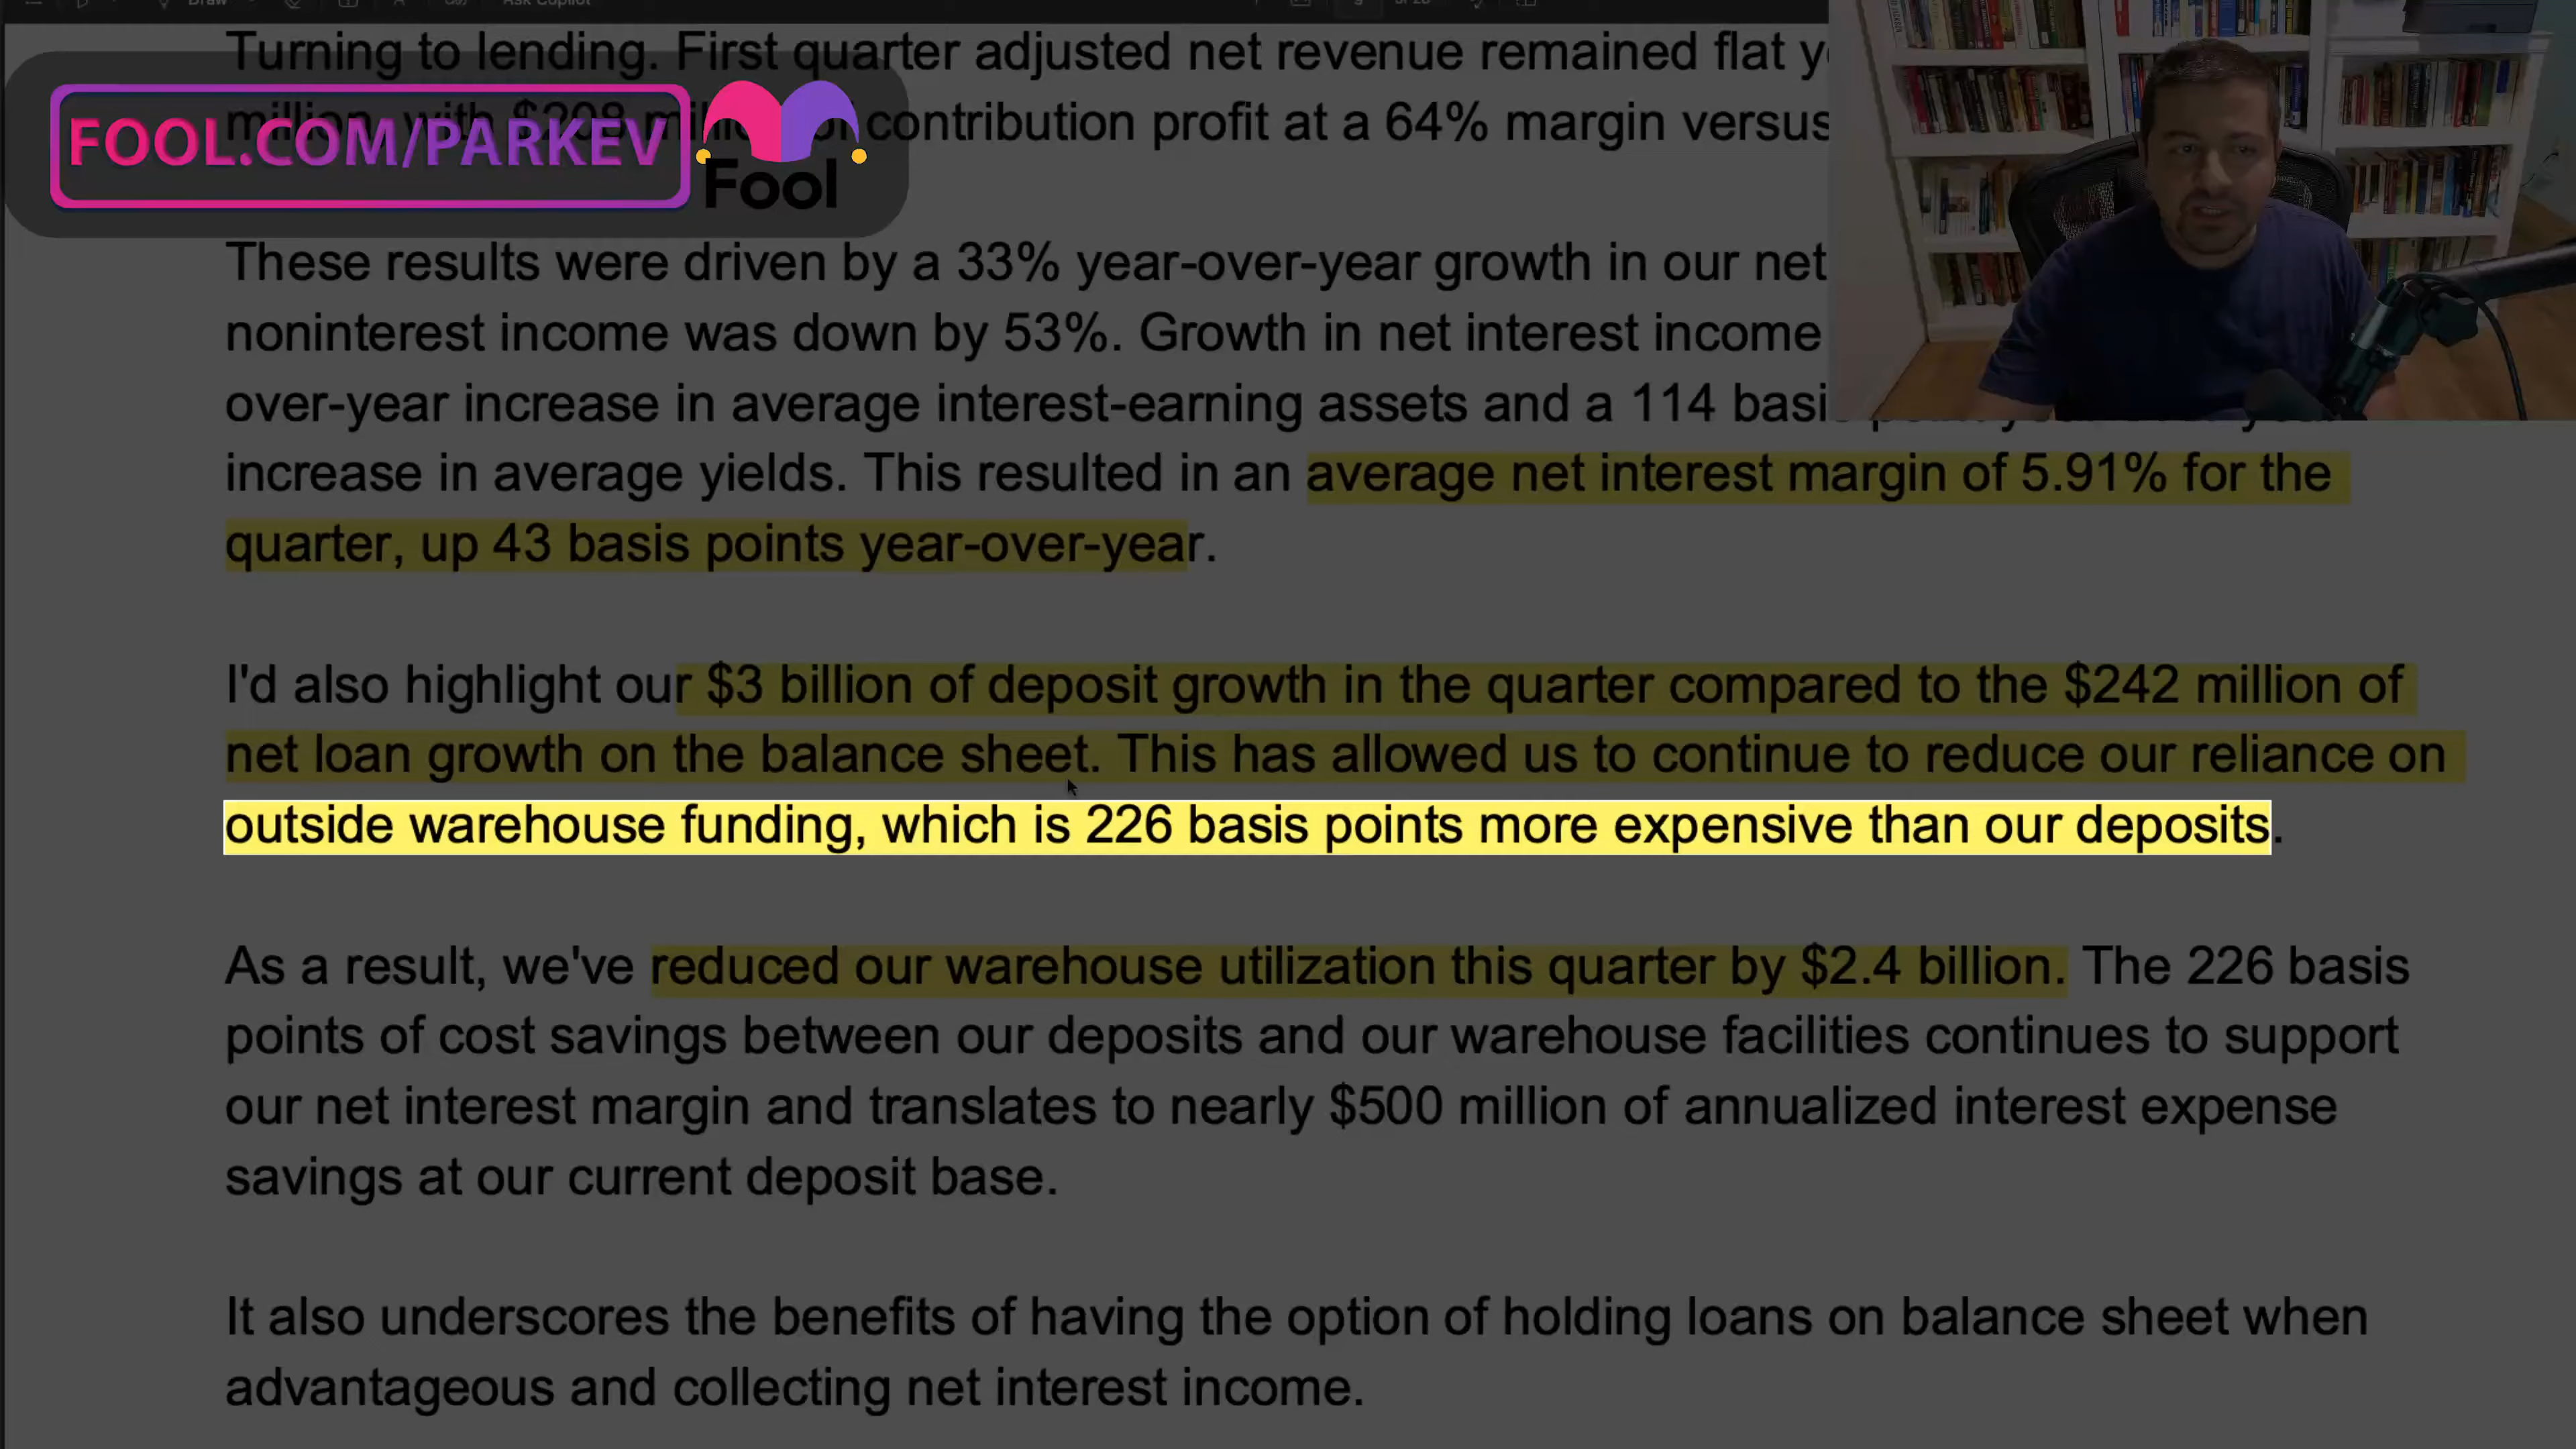 Draw
Ask Copilot
Turning to lending. First quarter adjusted net revenue remained flat
million, with $208 million of contribution profit at a 64% margin versus
FOOL.COM/PARKEV
Fool
These results were driven by a 33% year-over-year growth in our net
noninterest income was down by 53%. Growth in net interest income
over-year increase in average interest-earning assets and a 114
increase in average yields. This resulted in an average net interest margin of 5.91% for the
quarter, up 43 basis points year-over-year.
I'd also highlight our $3 billion of deposit growth in the quarter compared to the $242 million of
net loan growth on the balance sheet. This has allowed us to continue to reduce our reliance on
outside warehouse funding, which is 226 basis points more expensive than our deposits.
As a result, we've reduced our warehouse utilization this quarter by $2.4 billion. The 226 basis
points of cost savings between our deposits and our warehouse facilities continues to support
our net interest margin and translates to nearly $500 million of annualized interest expense
savings at our current deposit base.
It also underscores the benefits of having the option of holding loans on balance sheet when
advantageous and collecting net interest income.